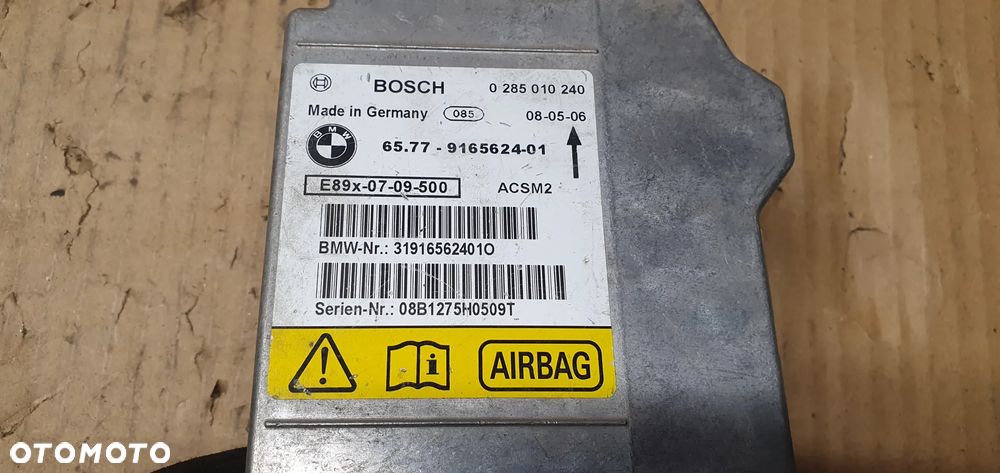 BOSCH 0 285 010 240
Made in Germany 085 08-05-06
BMW 65.77 - 9165624-01
E89x-07-09-500 ACSM2
BMW-Nr.: 31916562401O
Serien-Nr.: 08B1275H0509T
i AIRBAG
OTOMOTO